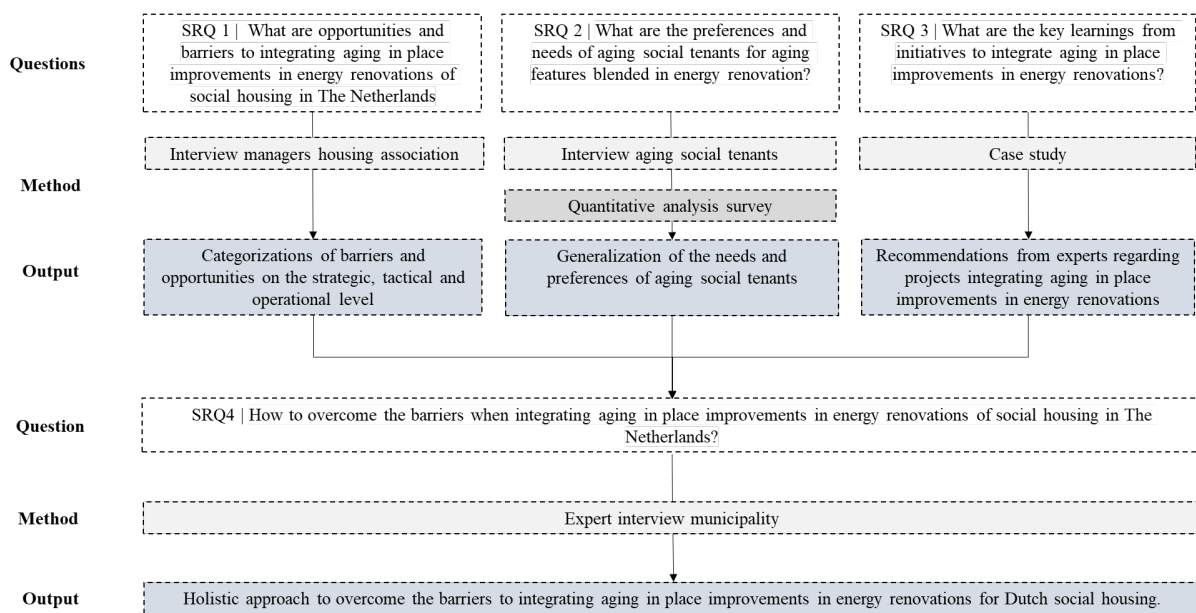 Questions
SRQ 1 | What are opportunities and
barriers to integrating aging in place
improvements in energy renovations of
social housing in The Netherlands
SRQ 2 | What are the preferences and
needs of aging social tenants for aging
features blended in energy renovation?
SRQ 3 | What are the key learnings from
initiatives to integrate aging in place
improvements in energy renovations?
Method
Interview managers housing association
Interview aging social tenants
Case study
Quantitative analysis survey
Output
Categorizations of barriers and
opportunities on the strategic, tactical and
operational level
Generalization of the needs and
preferences of aging social tenants
Recommendations from experts regarding
projects integrating aging in place
improvements in energy renovations
Question
SRQ4 | How to overcome the barriers when integrating aging in place improvements in energy renovations of social housing in The
Netherlands?
Method
Expert interview municipality
Output
Holistic approach to overcome the barriers to integrating aging in place improvements in energy renovations for Dutch social housing.